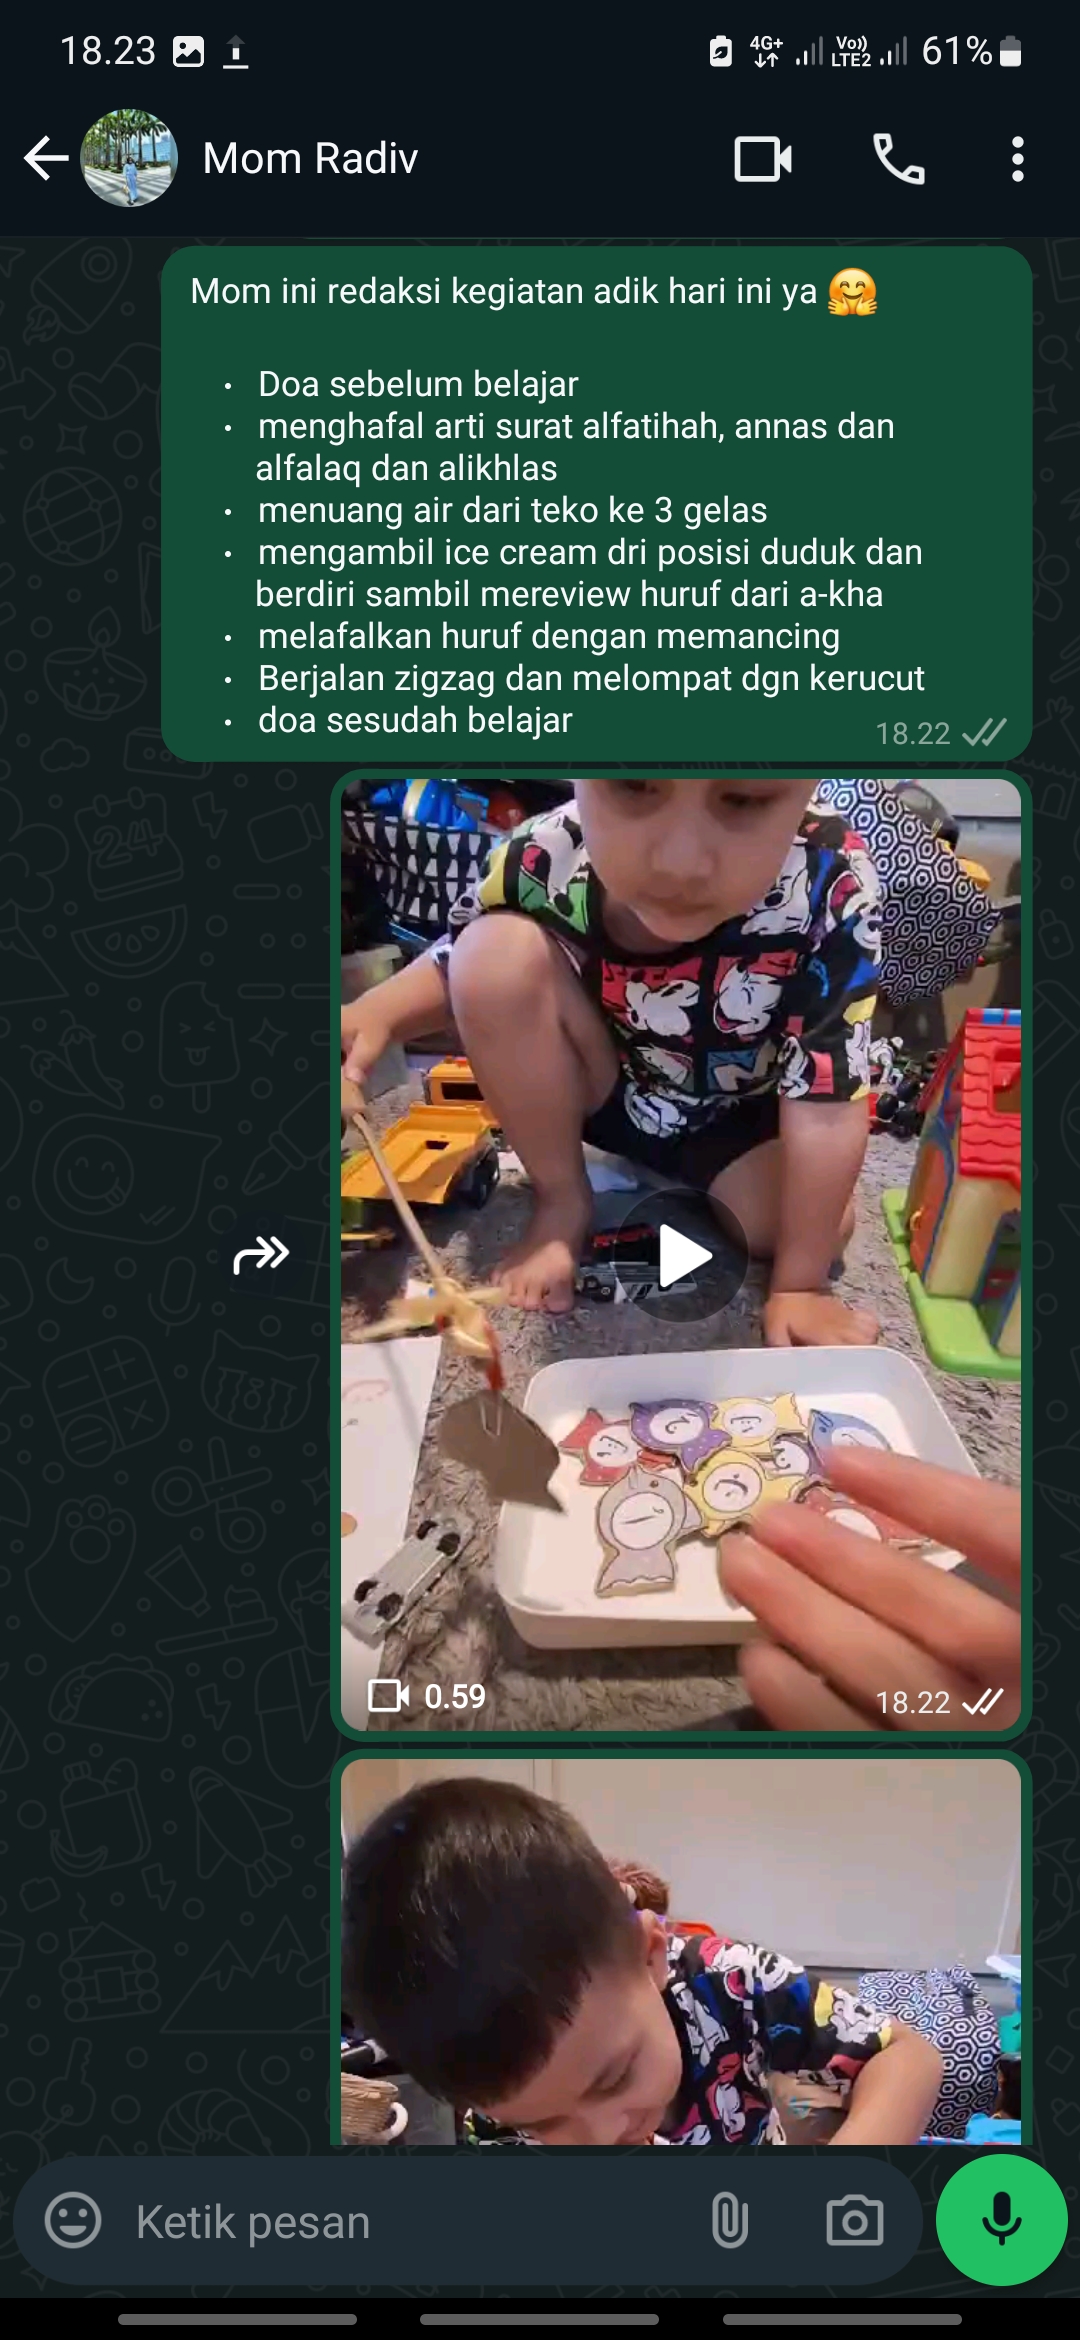 18.23
4G+
Vo))
LTE2
61%
Mom Radiv
Mom ini redaksi kegiatan adik hari ini ya 🤗
• Doa sebelum belajar
• menghafal arti surat alfatihah, annas dan
alfalaq dan alikhlas
• menuang air dari teko ke 3 gelas
• mengambil ice cream dri posisi duduk dan
berdiri sambil mereview huruf dari a-kha
• melafalkan huruf dengan memancing
• Berjalan zigzag dan melompat dgn kerucut
• doa sesudah belajar
18.22
0.59
18.22
Ketik pesan